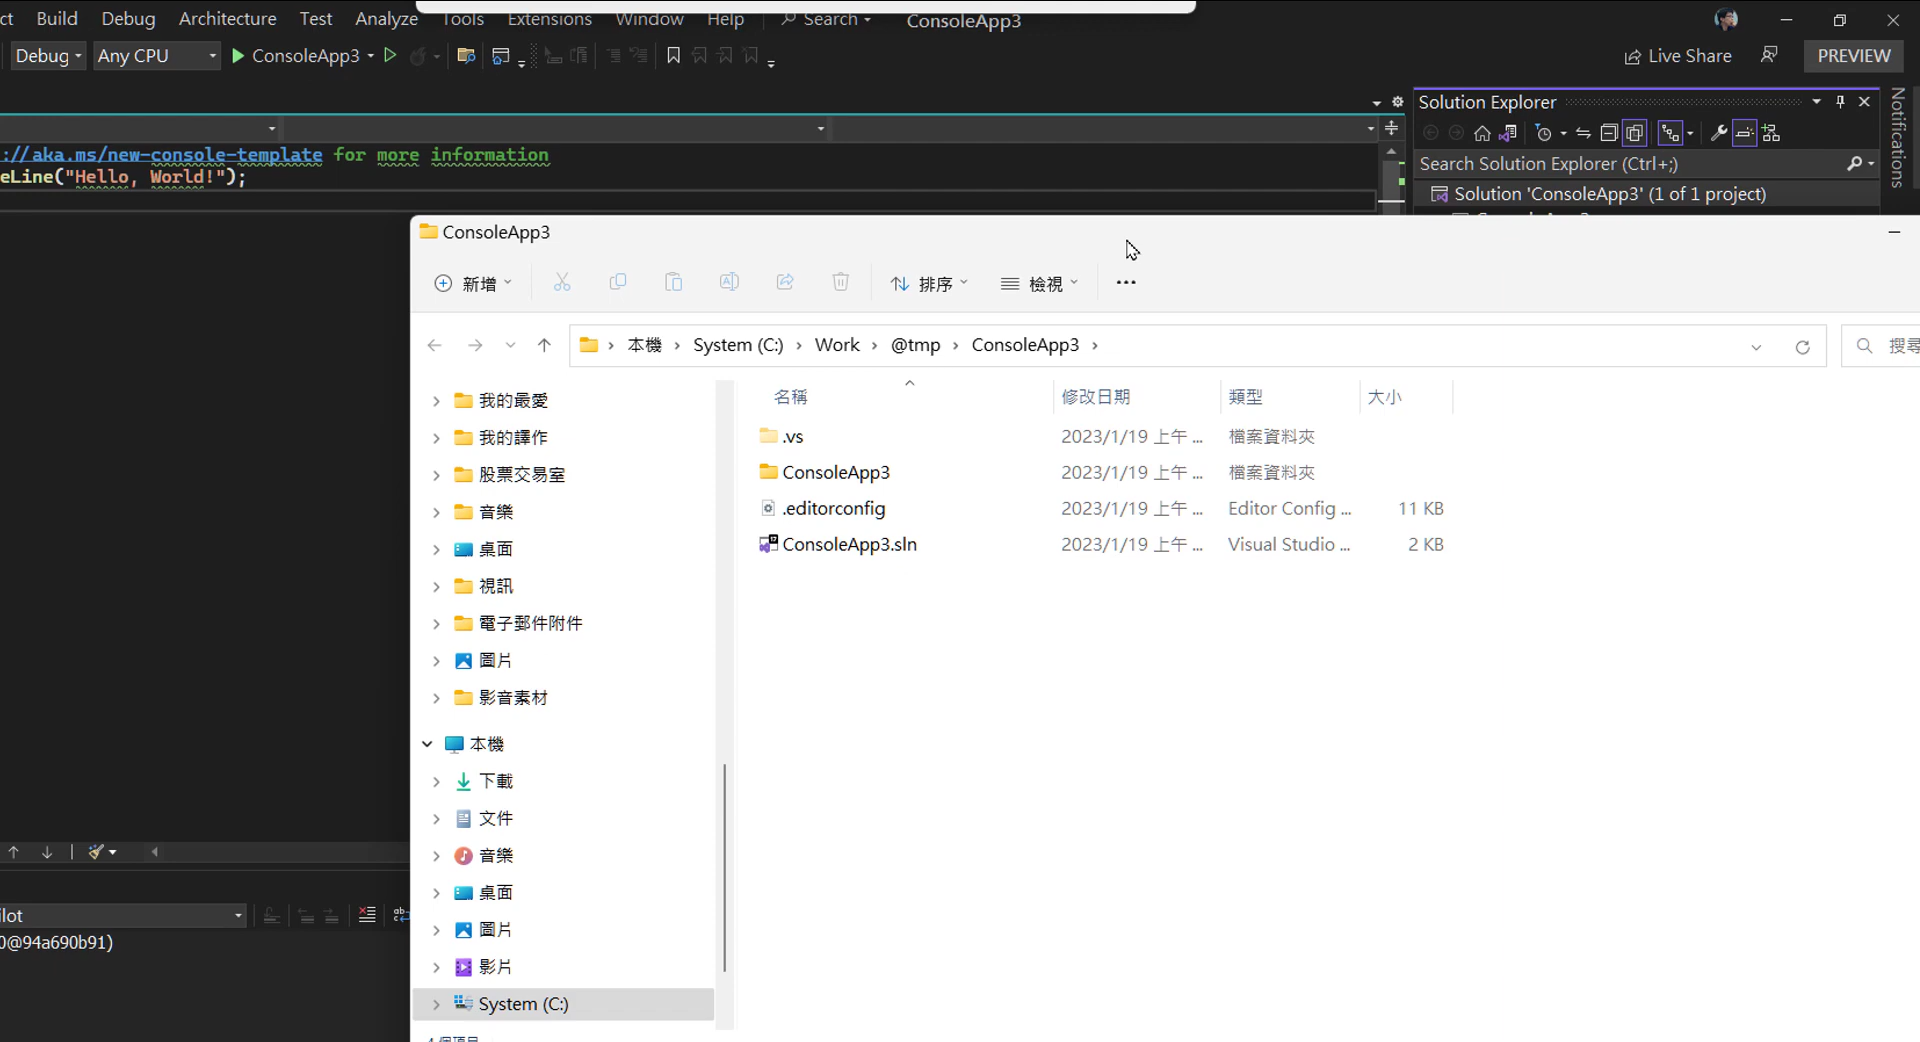 ct Build Debug Architecture Test Analyze Tools Extensions Window Help Search ConsoleApp3
Debug Any CPU ConsoleApp3 Live Share PREVIEW
Solution Explorer
Notifications
://aka.ms/new-console-template for more information
eLine("Hello, World!");
Search Solution Explorer (Ctrl+;)
Solution 'ConsoleApp3' (1 of 1 project)
ConsoleApp3
新增 排序 檢視
本機 System (C:) Work @tmp ConsoleApp3
搜尋
名稱 修改日期 類型 大小
.vs 2023/1/19 上午 ... 檔案資料夾
ConsoleApp3 2023/1/19 上午 ... 檔案資料夾
.editorconfig 2023/1/19 上午 ... Editor Config ... 11 KB
ConsoleApp3.sln 2023/1/19 上午 ... Visual Studio ... 2 KB
我的最愛
我的譯作
股票交易室
音樂
桌面
視訊
電子郵件附件
圖片
影音素材
本機
下載
文件
音樂
桌面
圖片
影片
System (C:)
4 個項目
ilot
0@94a690b91)